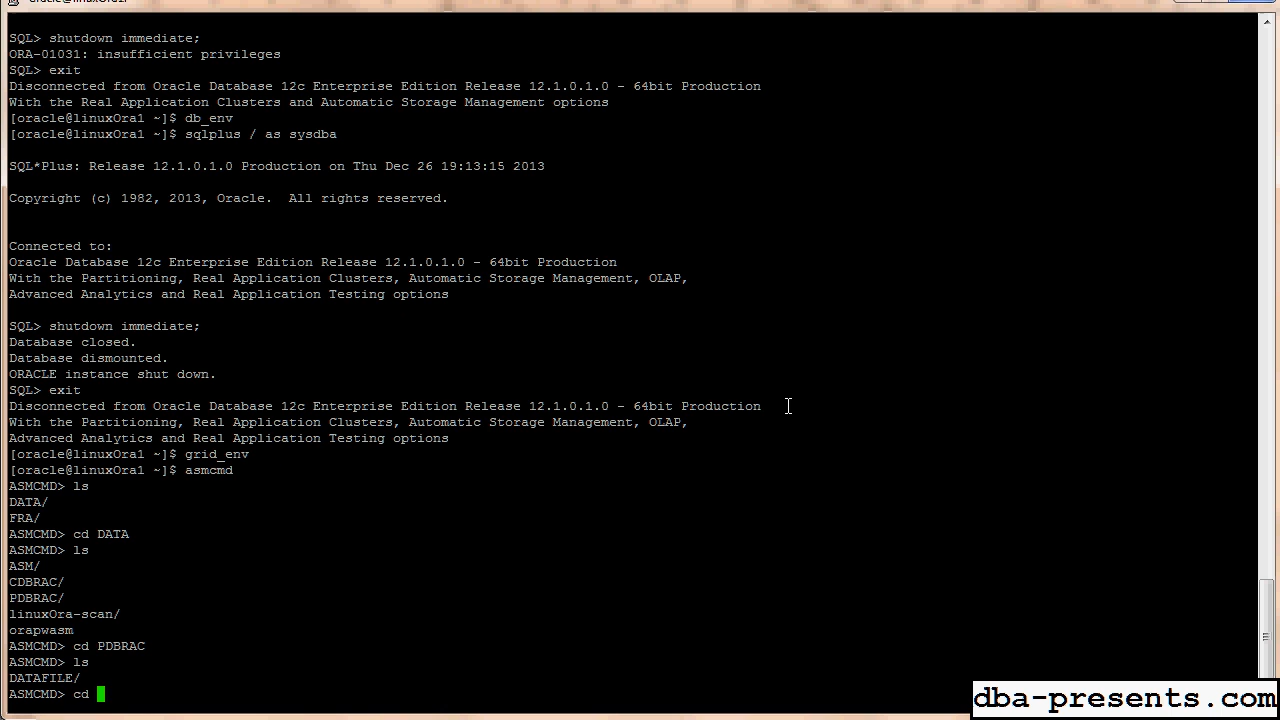 SQL> shutdown immediate;
ORA-01031: insufficient privileges
SQL> exit
Disconnected from Oracle Database 12c Enterprise Edition Release 12.1.0.1.0 - 64bit Production
With the Real Application Clusters and Automatic Storage Management options
[oracle@linuxOra1 ~]$ db_env
[oracle@linuxOra1 ~]$ sqlplus / as sysdba
SQL*Plus: Release 12.1.0.1.0 Production on Thu Dec 26 19:13:15 2013
Copyright (c) 1982, 2013, Oracle.  All rights reserved.
Connected to:
Oracle Database 12c Enterprise Edition Release 12.1.0.1.0 - 64bit Production
With the Partitioning, Real Application Clusters, Automatic Storage Management, OLAP,
Advanced Analytics and Real Application Testing options
SQL> shutdown immediate;
Database closed.
Database dismounted.
ORACLE instance shut down.
SQL> exit
Disconnected from Oracle Database 12c Enterprise Edition Release 12.1.0.1.0 - 64bit Production
With the Partitioning, Real Application Clusters, Automatic Storage Management, OLAP,
Advanced Analytics and Real Application Testing options
[oracle@linuxOra1 ~]$ grid_env
[oracle@linuxOra1 ~]$ asmcmd
ASMCMD> ls
DATA/
FRA/
ASMCMD> cd DATA
ASMCMD> ls
ASM/
CDBRAC/
PDBRAC/
linuxOra-scan/
orapwasm
ASMCMD> cd PDBRAC
ASMCMD> ls
DATAFILE/
ASMCMD> cd
dba-presents.com